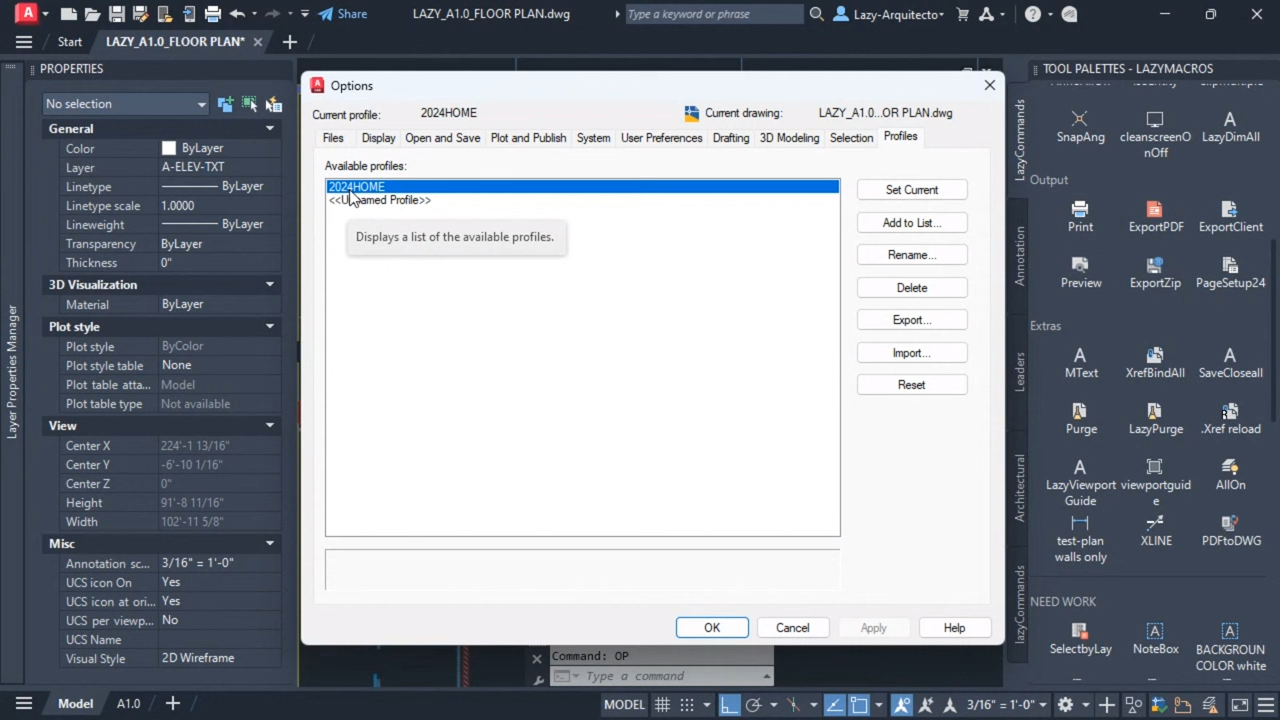 Share
LAZY_A1.0_FLOOR PLAN.dwg
Type a keyword or phrase
Lazy-Arquitecto
Start
LAZY_A1.0_FLOOR PLAN*
PROPERTIES
No selection
General
Color ByLayer
Layer A-ELEV-TXT
Linetype ByLayer
Linetype scale 1.0000
Lineweight ByLayer
Transparency ByLayer
Thickness 0"
3D Visualization
Material ByLayer
Plot style
Plot style ByColor
Plot style table None
Plot table atta... Model
Plot table type Not available
View
Center X 224'-1 13/16"
Center Y -6'-10 1/16"
Center Z 0"
Height 91'-8 11/16"
Width 102'-11 5/8"
Misc
Annotation sc... 3/16" = 1'-0"
UCS icon On Yes
UCS icon at ori... Yes
UCS per viewp... No
UCS Name
Visual Style 2D Wireframe
Layer Properties Manager
Options
Current profile: 2024HOME
Current drawing: LAZY_A1.0...OR PLAN.dwg
Files Display Open and Save Plot and Publish System User Preferences Drafting 3D Modeling Selection Profiles
Available profiles:
2024HOME
<<Unnamed Profile>>
Displays a list of the available profiles.
Set Current
Add to List...
Rename...
Delete
Export...
Import...
Reset
OK Cancel Apply Help
Command: OP
Type a command
TOOL PALETTES - LAZYMACROS
LazyCommands
Annotation
Leaders
Architectural
lazyCommands
SnapAng cleanscreenO LazyDimAll
nOff
Output
Print ExportPDF ExportClient
Preview ExportZip PageSetup24
Extras
MText XrefBindAll SaveCloseall
Purge LazyPurge .Xref reload
LazyViewport viewportguid AllOn
Guide e
test-plan XLINE PDFtoDWG
walls only
NEED WORK
SelectbyLay NoteBox BACKGROUN
COLOR white
Model A1.0
MODEL 3/16" = 1'-0"